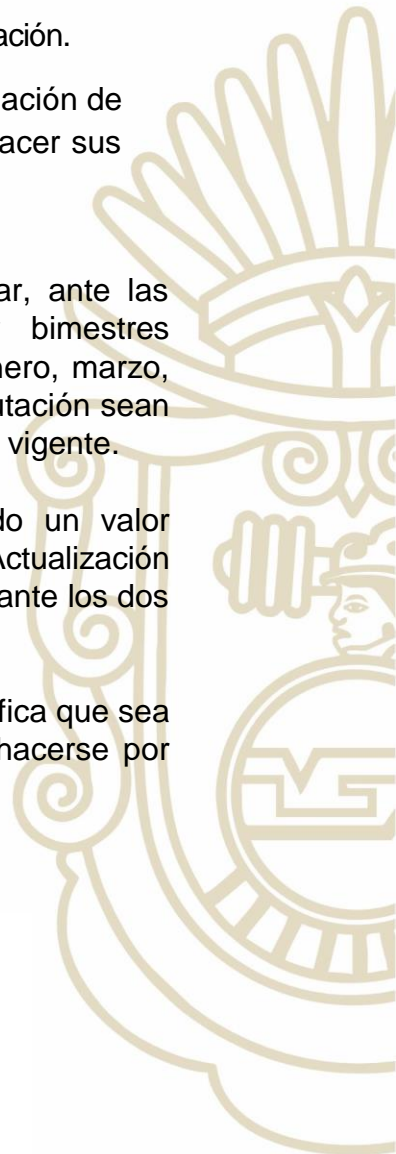 ación.
ación de
acer sus
ar, ante las
bimestres
nero, marzo,
utación sean
vigente.
do un valor
Actualización
ante los dos
fica que sea
hacerse por